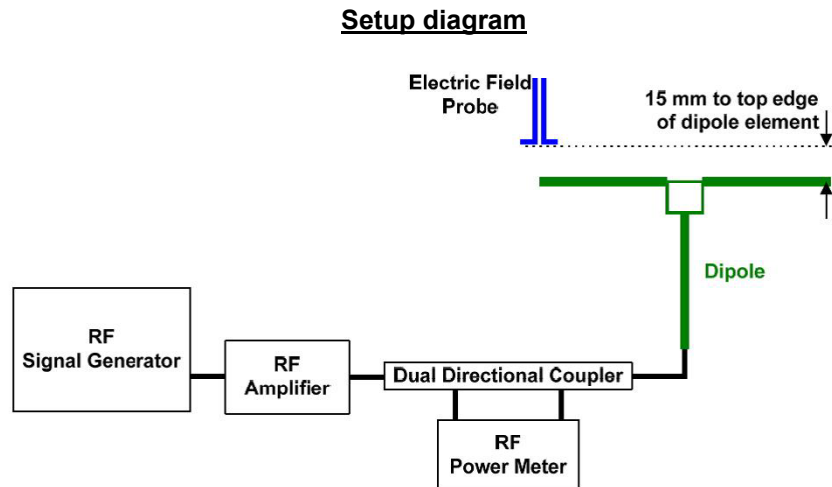 Setup diagram
Electric Field
Probe
15 mm to top edge
of dipole element
Dipole
RF
Signal Generator
RF
Amplifier
Dual Directional Coupler
RF
Power Meter